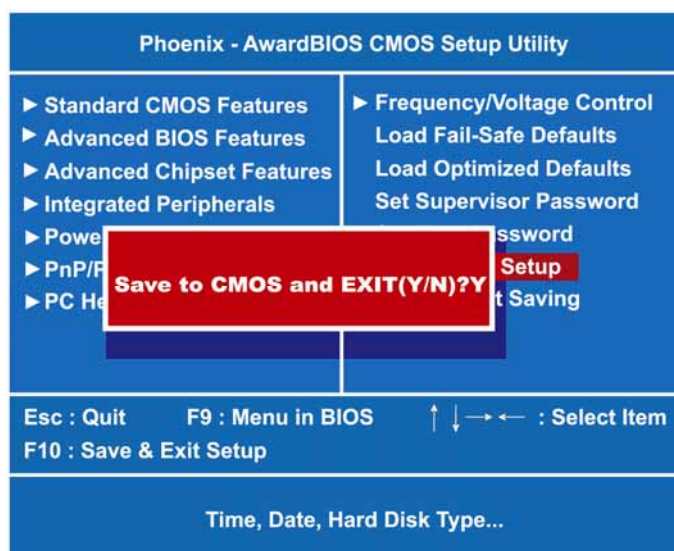 Phoenix - AwardBIOS CMOS Setup Utility
▶ Standard CMOS Features
▶ Advanced BIOS Features
▶ Advanced Chipset Features
▶ Integrated Peripherals
▶ Powe
▶ PnP/P
▶ PC He
▶ Frequency/Voltage Control
Load Fail-Safe Defaults
Load Optimized Defaults
Set Supervisor Password
ssword
Setup
t Saving
Save to CMOS and EXIT(Y/N)?Y
Esc : Quit F9 : Menu in BIOS ↑ ↓ → ← : Select Item
F10 : Save & Exit Setup
Time, Date, Hard Disk Type...